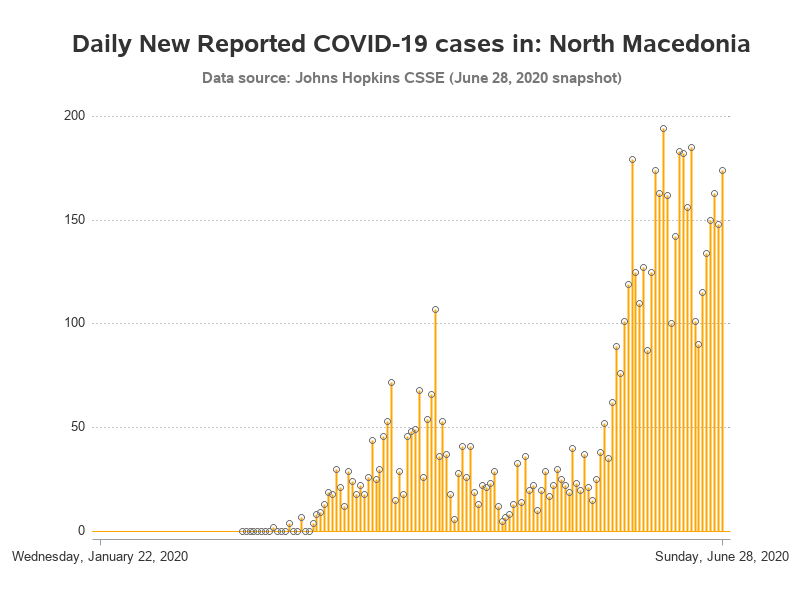 Daily New Reported COVID-19 cases in: North Macedonia
Data source: Johns Hopkins CSSE (June 28, 2020 snapshot)
200
150
100
50
0
Wednesday, January 22, 2020
Sunday, June 28, 2020